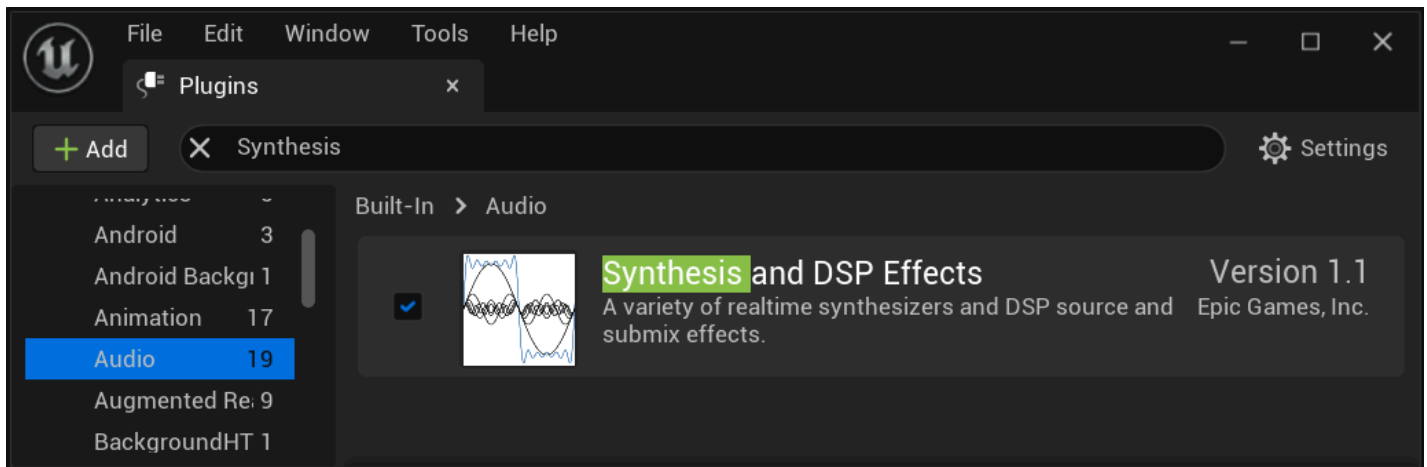 File Edit Window Tools Help
Plugins
Add
Synthesis
Settings
Built-In > Audio
Android 3
Android Backgr 1
Animation 17
Audio 19
Augmented Re 9
BackgroundHT 1
Synthesis and DSP Effects
Version 1.1
A variety of realtime synthesizers and DSP source and
submix effects.
Epic Games, Inc.